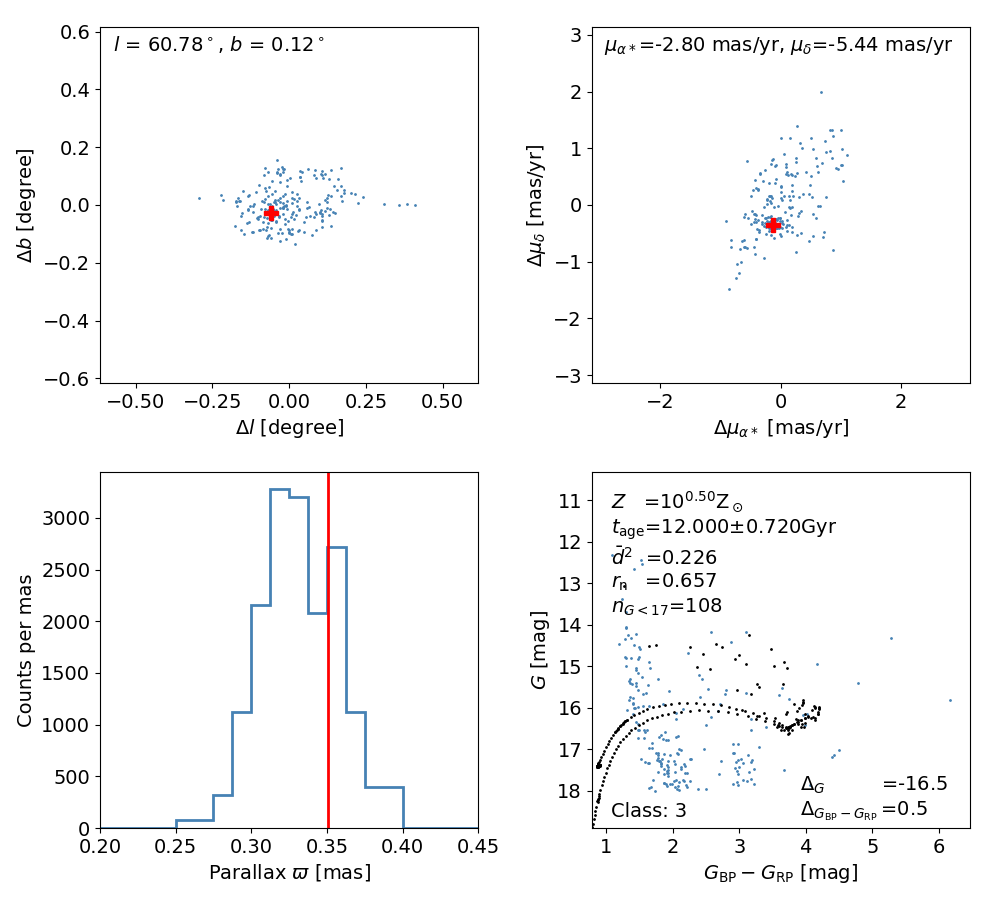 l = 60.78°, b = 0.12°
0.6
0.4
0.2
0.0
−0.2
−0.4
−0.6
Δb [degree]
−0.50 −0.25 0.00 0.25 0.50
Δl [degree]
μα*=-2.80 mas/yr, μδ=-5.44 mas/yr
3
2
1
0
−1
−2
−3
Δμδ [mas/yr]
−2 0 2
Δμα* [mas/yr]
3000
2500
2000
1500
1000
500
0
Counts per mas
0.20 0.25 0.30 0.35 0.40 0.45
Parallax ϖ [mas]
11
12
13
14
15
16
17
18
G [mag]
Z =10^0.50 Z⊙
t_age=12.000±0.720Gyr
d̄² =0.226
r_n =0.657
n_G<17=108
Δ_G =-16.5
Δ_GBP−GRP=0.5
Class: 3
1 2 3 4 5 6
G_BP − G_RP [mag]